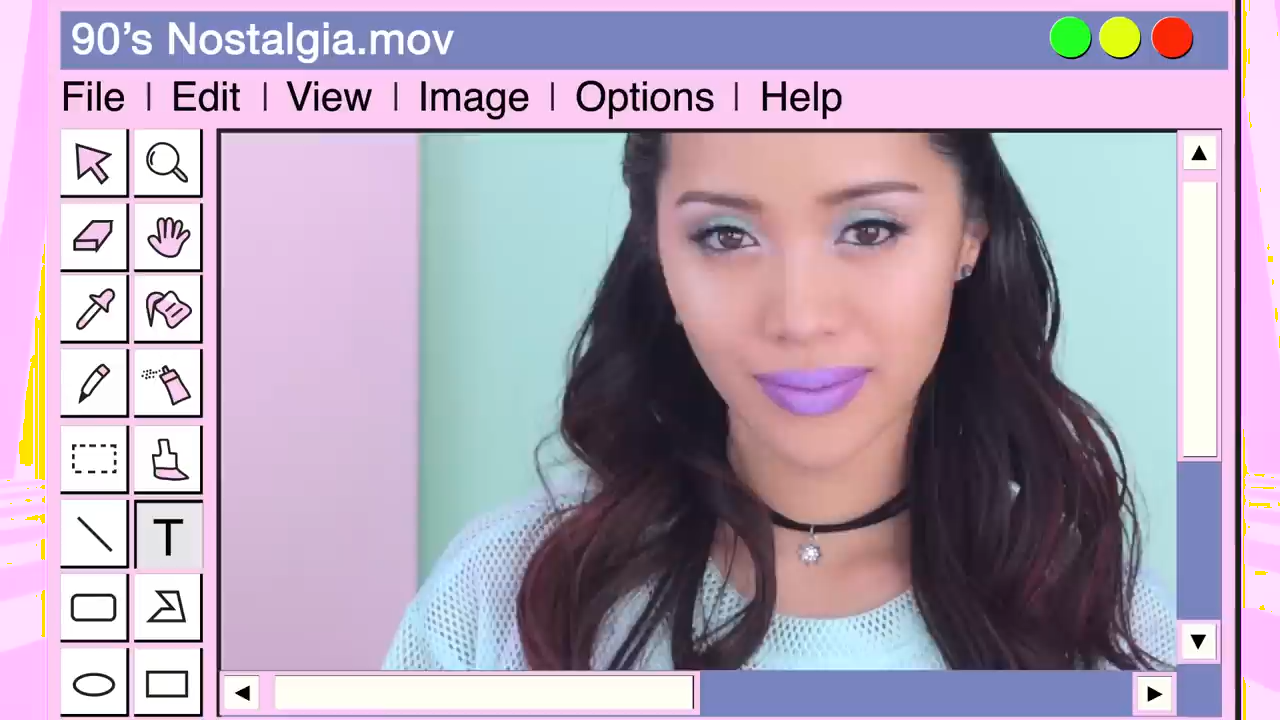 90’s Nostalgia.mov
File | Edit | View | Image | Options | Help
T